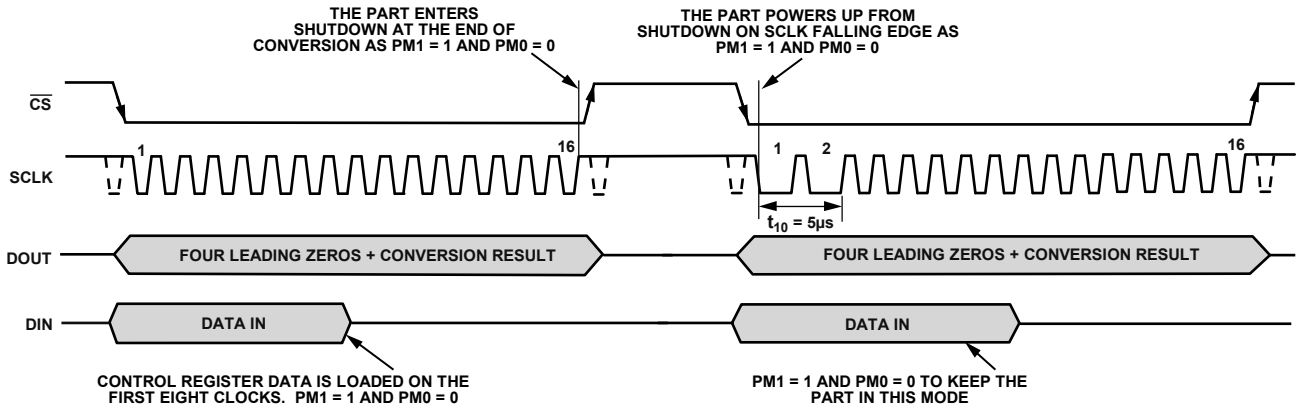 THE PART ENTERS
SHUTDOWN AT THE END OF
CONVERSION AS PM1 = 1 AND PM0 = 0
THE PART POWERS UP FROM
SHUTDOWN ON SCLK FALLING EDGE AS
PM1 = 1 AND PM0 = 0
CS
1
16
1
2
16
SCLK
t10 = 5µs
DOUT
FOUR LEADING ZEROS + CONVERSION RESULT
FOUR LEADING ZEROS + CONVERSION RESULT
DIN
DATA IN
DATA IN
CONTROL REGISTER DATA IS LOADED ON THE
FIRST EIGHT CLOCKS. PM1 = 1 AND PM0 = 0
PM1 = 1 AND PM0 = 0 TO KEEP THE
PART IN THIS MODE